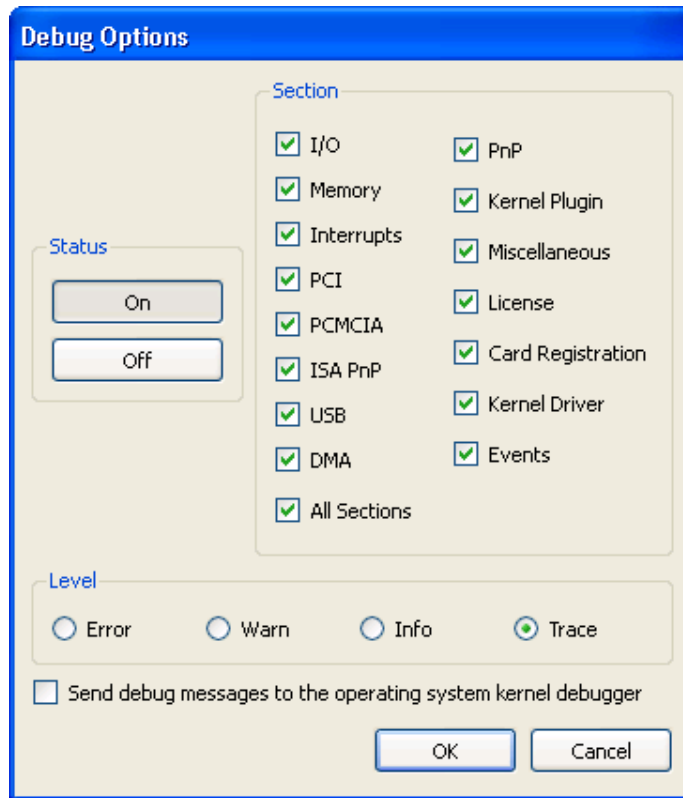 Debug Options
Section
I/O
Memory
Interrupts
PCI
PCMCIA
ISA PnP
USB
DMA
All Sections
PnP
Kernel Plugin
Miscellaneous
License
Card Registration
Kernel Driver
Events
Status
On
Off
Level
Error
Warn
Info
Trace
Send debug messages to the operating system kernel debugger
OK
Cancel